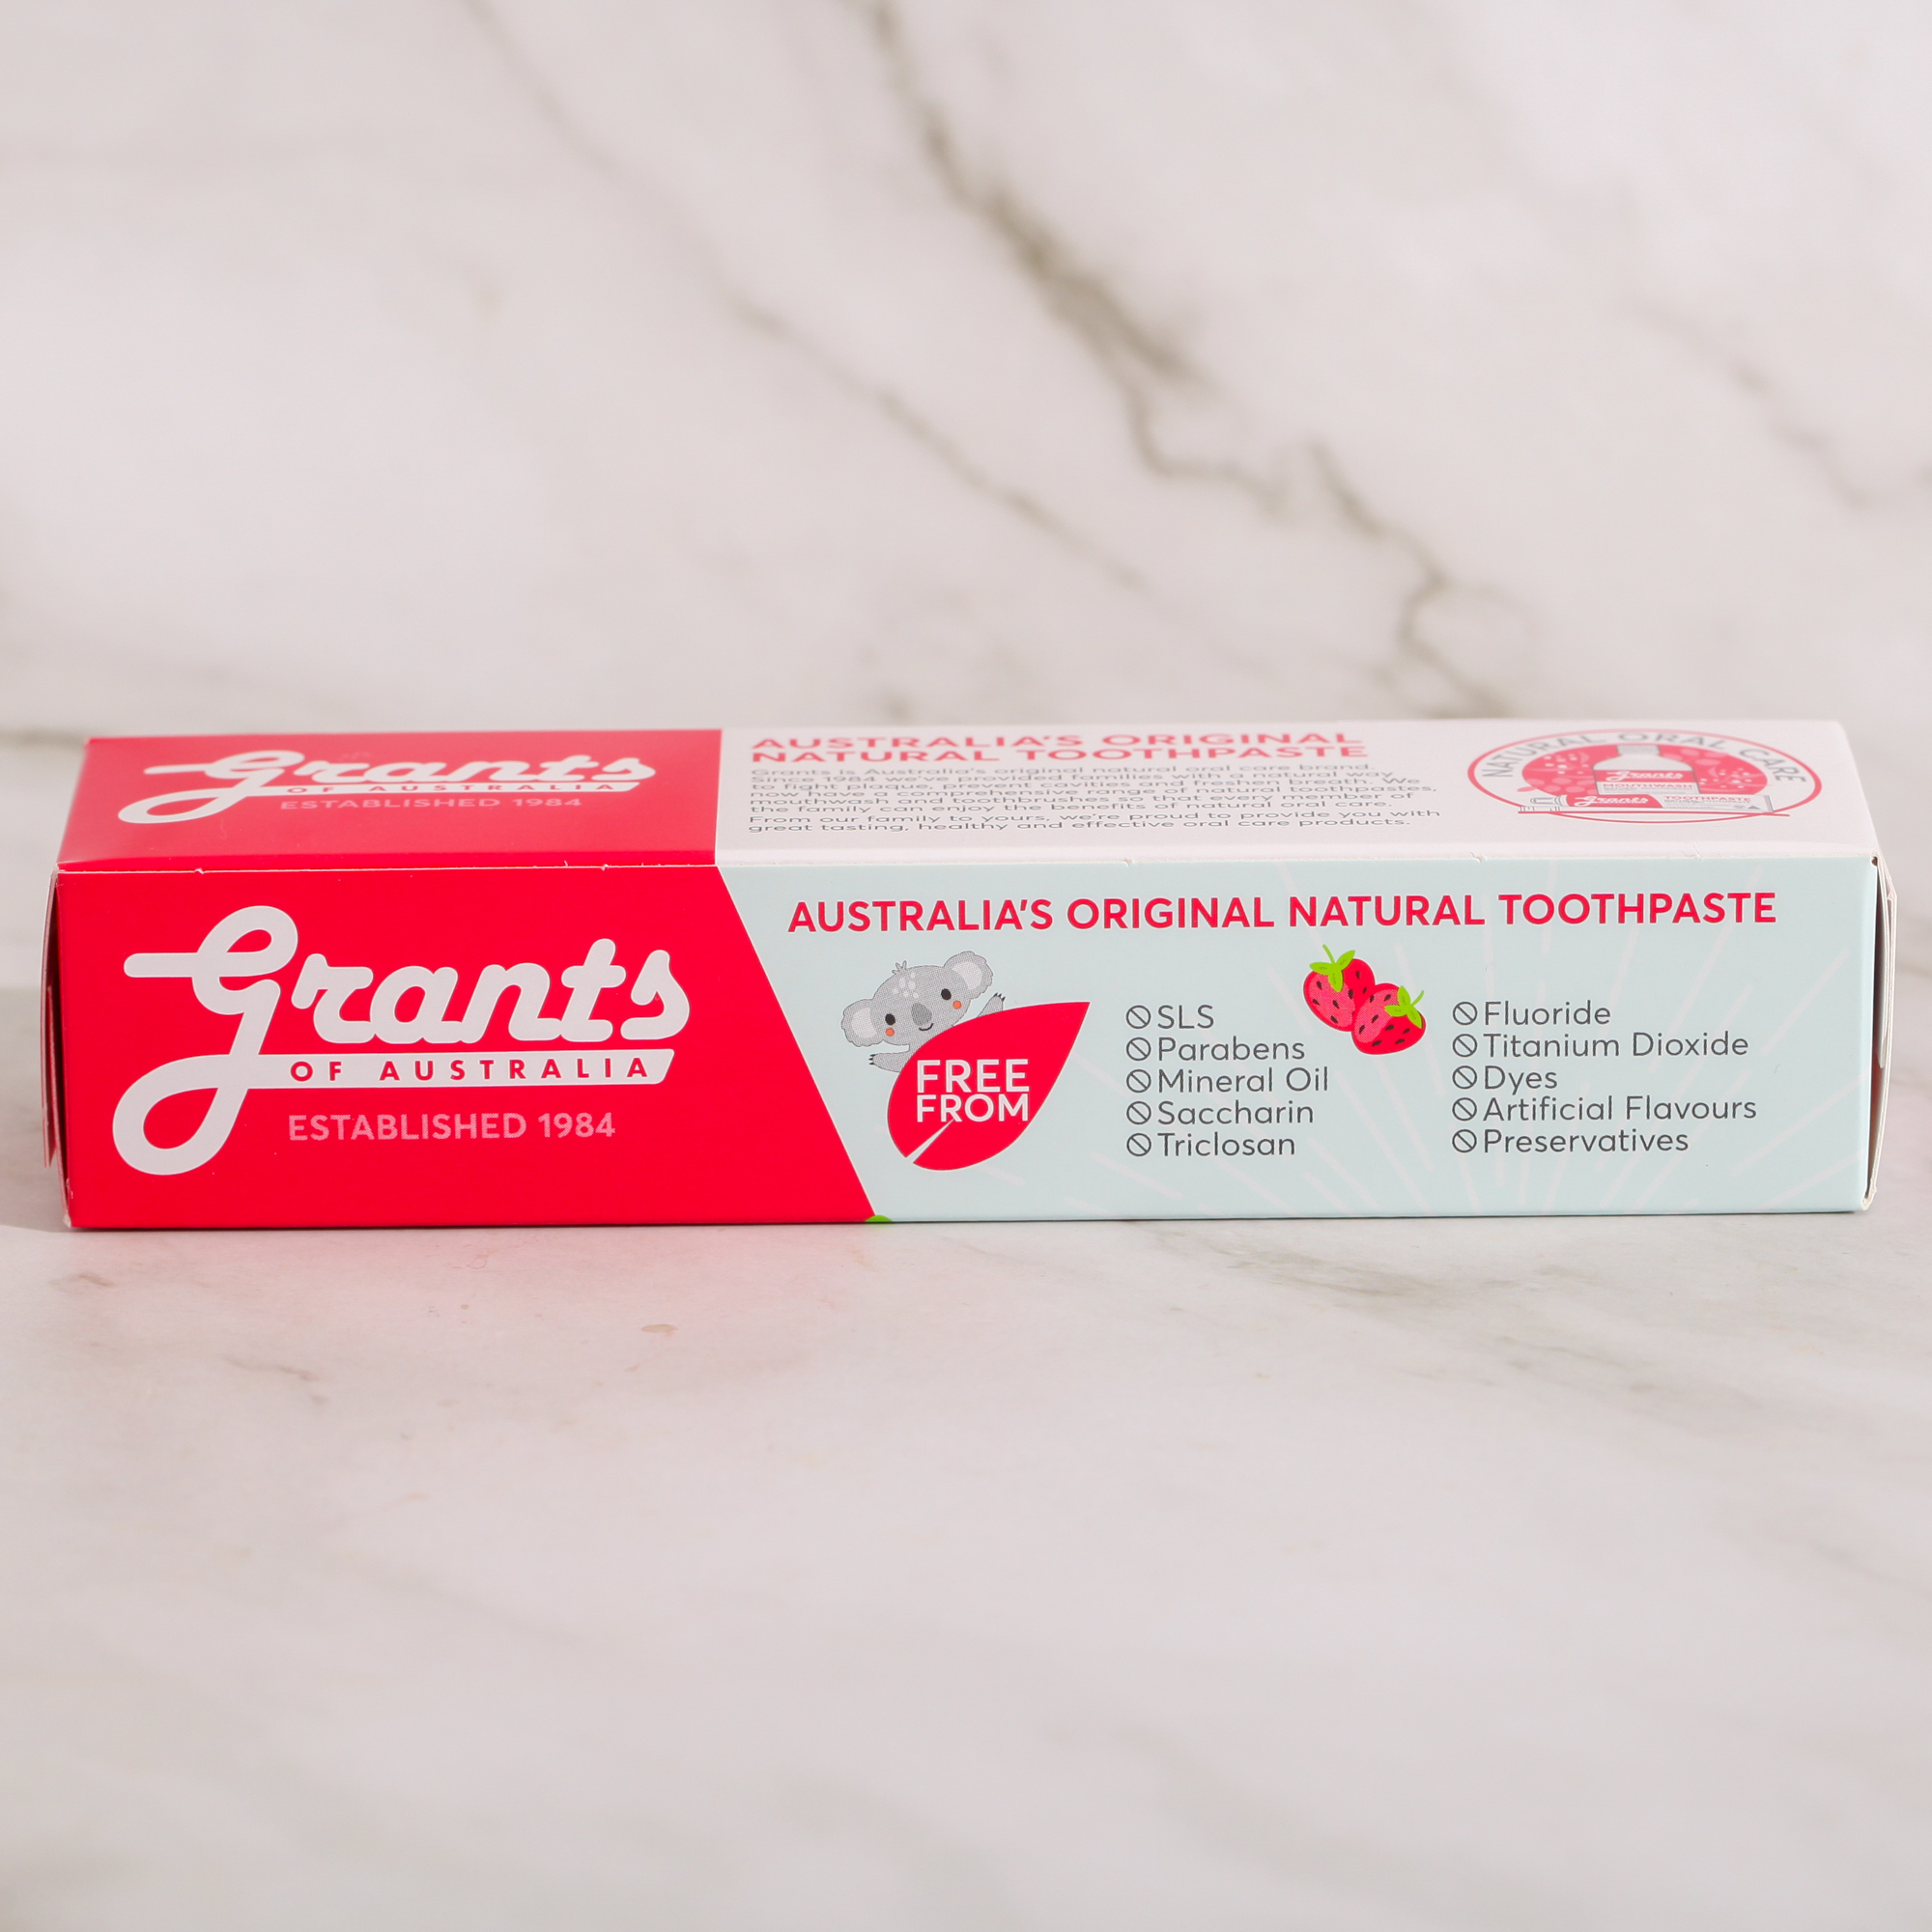 Grants
OF AUSTRALIA
ESTABLISHED 1984
AUSTRALIA'S ORIGINAL
NATURAL TOOTHPASTE
Grants is Australia's original natural oral care brand.
Since 1984 we've provided families with a natural way
to fight plaque, prevent cavities and freshen breath. We
now have a comprehensive range of natural toothpastes,
mouthwash and toothbrushes so that every member of
the family can enjoy the benefits of natural oral care.
From our family to yours, we're proud to provide you with
great tasting, healthy and effective oral care products.
NATURAL ORAL CARE
Grants
MOUTHWASH
Grants
TOOTHPASTE
Grants
OF AUSTRALIA
ESTABLISHED 1984
AUSTRALIA'S ORIGINAL NATURAL TOOTHPASTE
FREE
FROM
SLS
Parabens
Mineral Oil
Saccharin
Triclosan
Fluoride
Titanium Dioxide
Dyes
Artificial Flavours
Preservatives